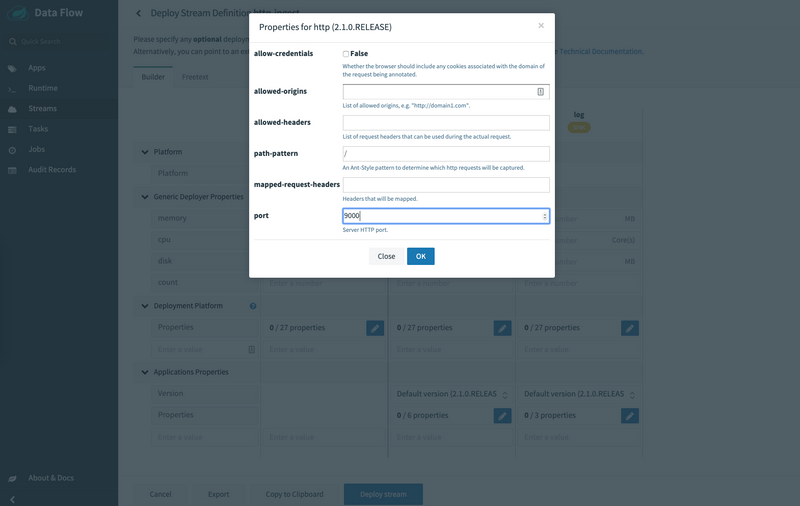 Data Flow
Quick Search
Apps
Runtime
Streams
Tasks
Jobs
Audit Records
About & Docs
Deploy Stream Definition http-ingest
Please specify any optional deploym
Alternatively, you can point to an ext
Technical Documentation.
Builder
Freetext
log
Platform
Platform
Generic Deployer Properties
memory
MB
cpu
Core(s)
disk
MB
count
Enter a number
Enter a number
Enter a number
Deployment Platform
Properties
0 / 27 properties
0 / 27 properties
0 / 27 properties
Enter a value
Enter a value
Enter a value
Enter a value
Applications Properties
Version
Default version (2.1.0.RELEAS
Default version (2.1.0.RELEAS
Properties
0 / 6 properties
0 / 3 properties
Enter a value
Enter a value
Enter a value
Cancel
Export
Copy to Clipboard
Deploy stream
Properties for http (2.1.0.RELEASE)
×
allow-credentials
False
Whether the browser should include any cookies associated with the domain of
the request being annotated.
allowed-origins
List of allowed origins, e.g. "http://domain1.com".
allowed-headers
List of request headers that can be used during the actual request.
path-pattern
/
An Ant-Style pattern to determine which http requests will be captured.
mapped-request-headers
Headers that will be mapped.
port
9000
Server HTTP port.
Close
OK